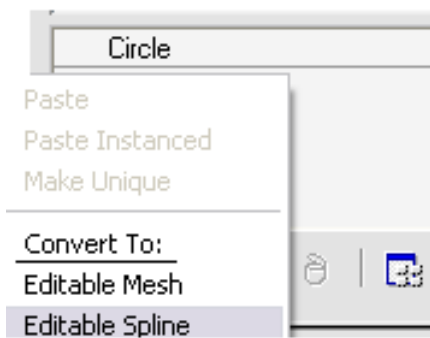 Circle
Paste
Paste Instanced
Make Unique
Convert To:
Editable Mesh
Editable Spline